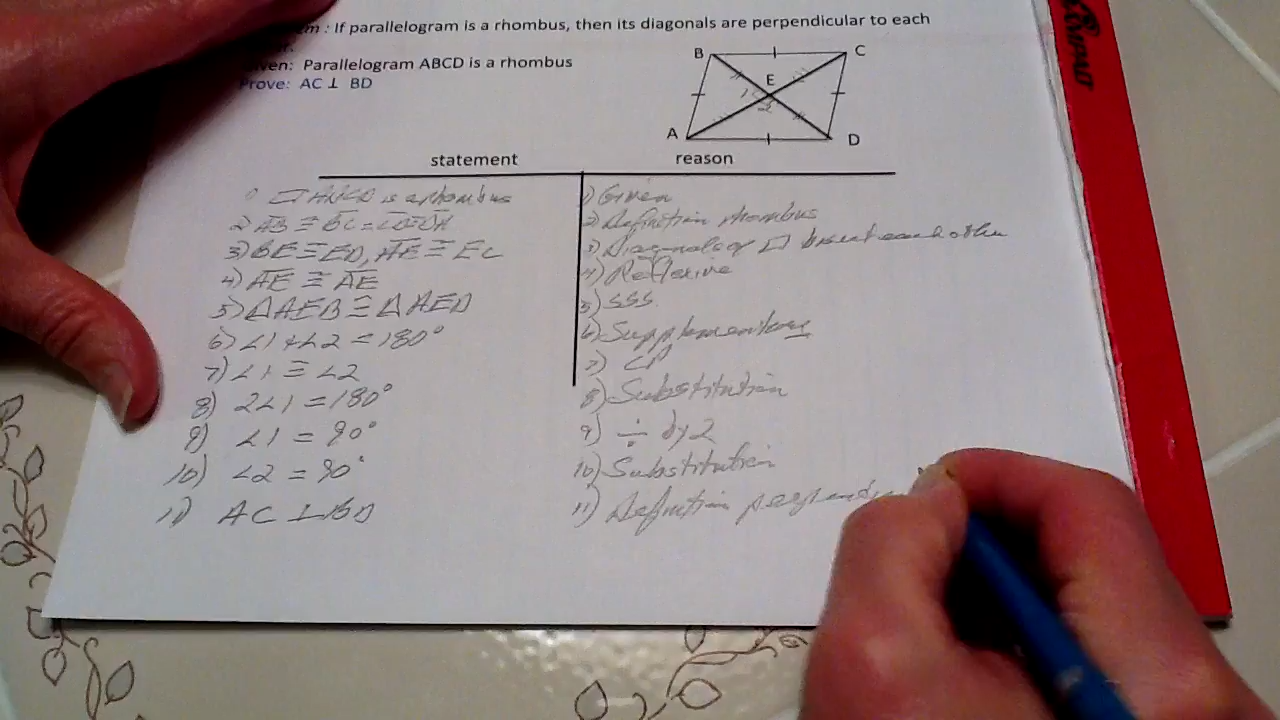 : If parallelogram is a rhombus, then its diagonals are perpendicular to each
Parallelogram ABCD is a rhombus
Prove: AC ⊥ BD
B C
E
1
2
A D
statement reason
▱ ABCD is a rhombus 1) Given
2) AB ≅ BC ≅ CD ≅ DA 2) Definition rhombus
3) BE ≅ ED, AE ≅ EC 3) Diagonals of ▱ bisect each other
4) AE ≅ AE 4) Reflexive
5) △AEB ≅ △AED 5) SSS
6) ∠1 + ∠2 = 180° 6) Supplementary
7) ∠1 ≅ ∠2 7)
8) 2∠1 = 180° 8) Substitution
9) ∠1 = 90° 9) ÷ by 2
10) ∠2 = 90° 10) Substitution
11) AC ⊥ BD 11) Definition